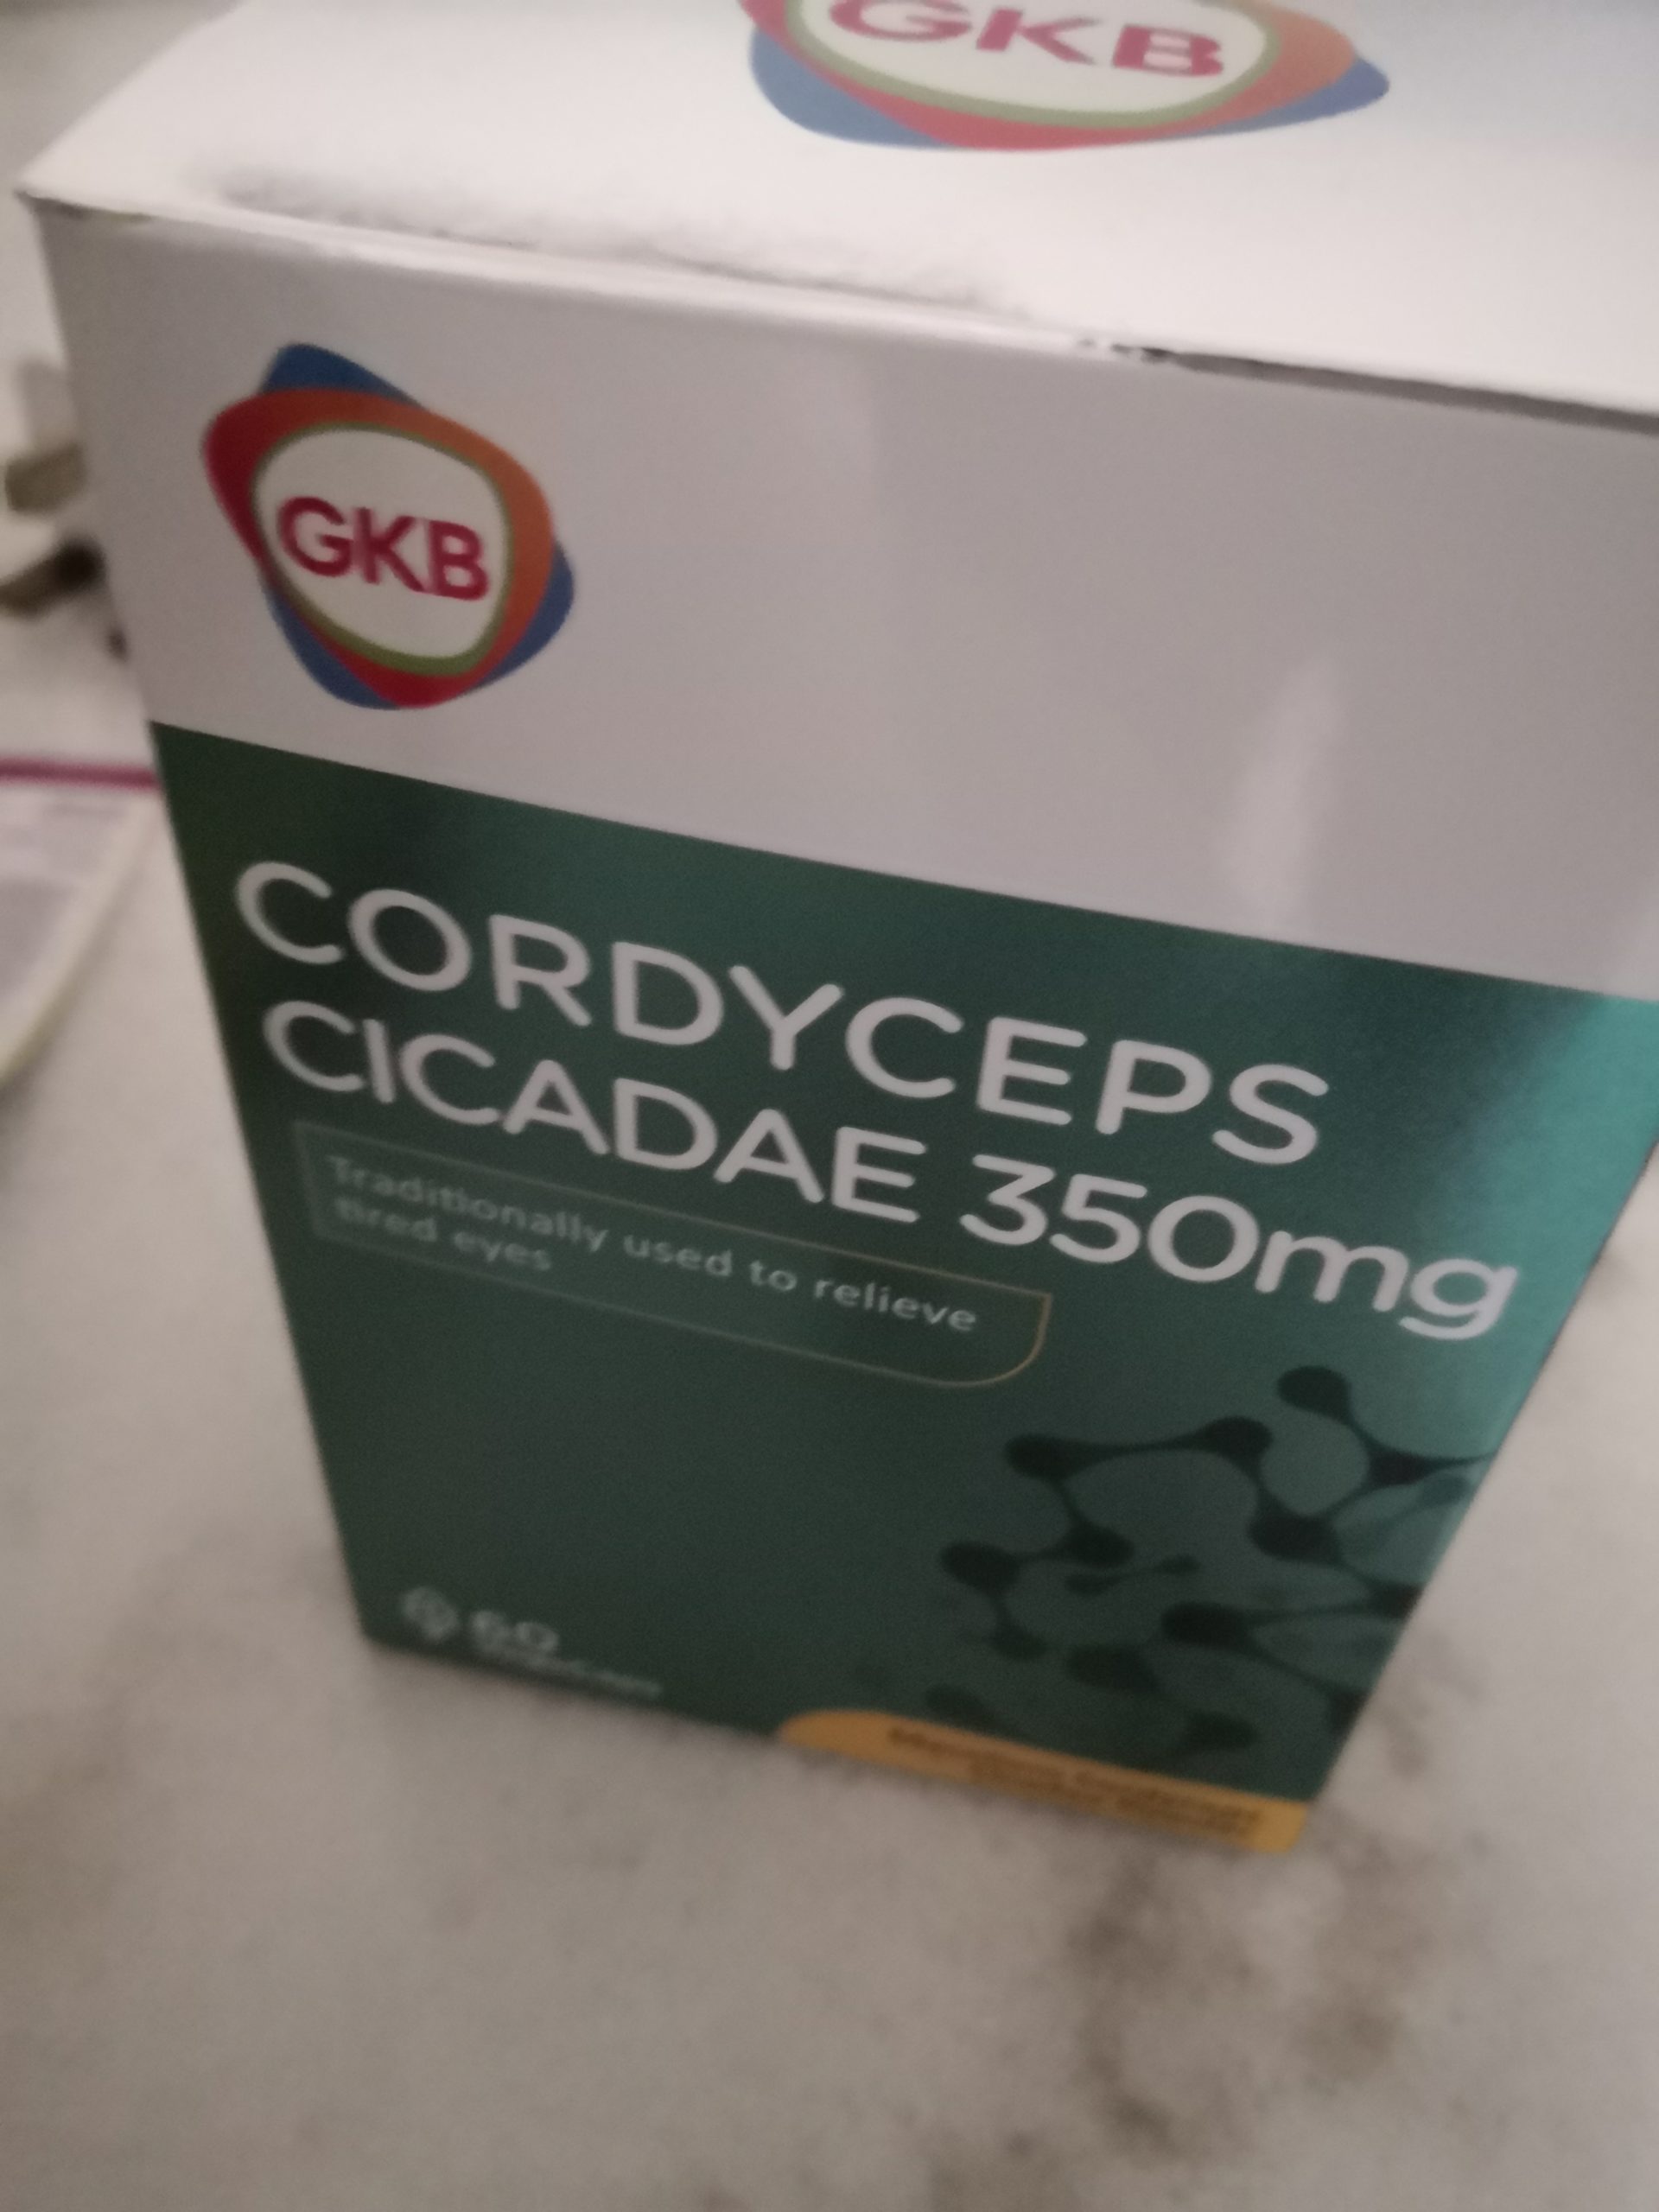 GKB
GKB
CORDYCEPS
CICADAE 350mg
Traditionally used to relieve
tired eyes
60